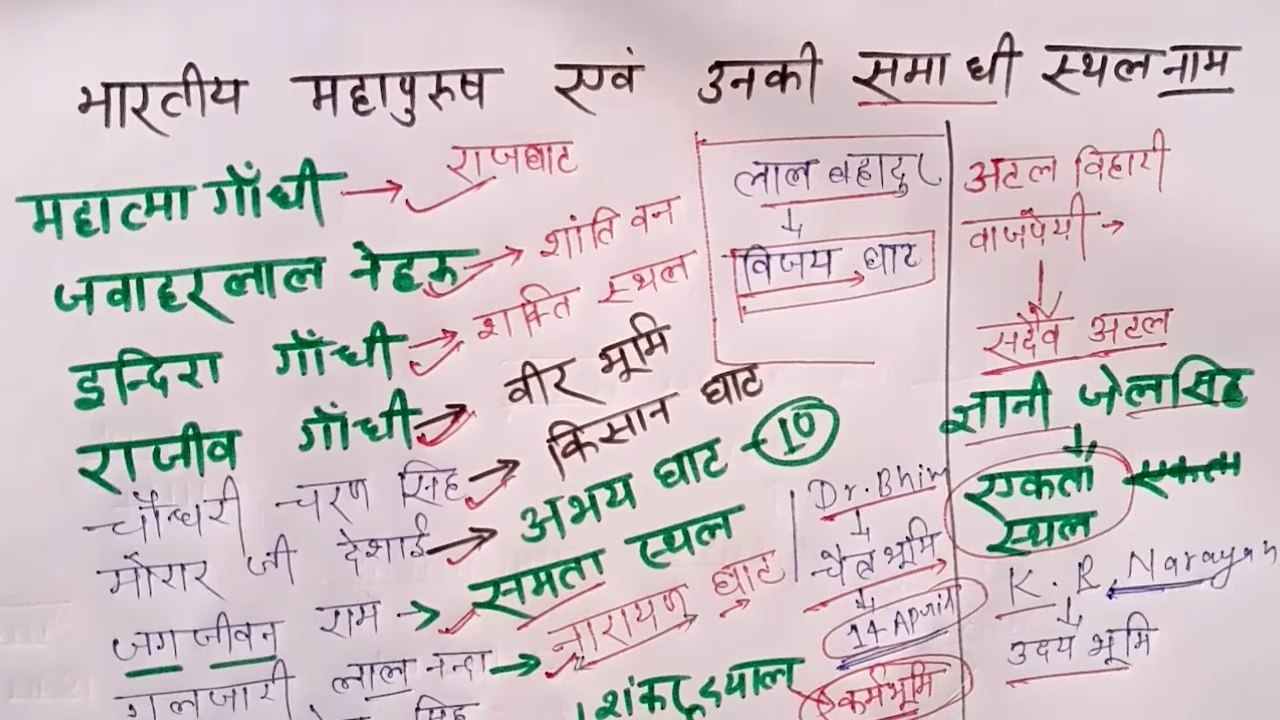 भारतीय महापुरुष एवं उनकी समाधी स्थल नाम
महात्मा गाँधी → राजघाट
जवाहरलाल नेहरू → शांति वन
इन्दिरा गाँधी → शक्ति स्थल
राजीव गाँधी → वीर भूमि
चौन्धरी चरण सिंह → किसान घाट
मोरार जी देशाई → अभय घाट - 10
जग जीवन राम → समता स्थल
गुलजारी लाल नन्दा → नारायण घाट
सिंह
शंकर दयाल
कर्मभूमि
लाल बहादुर
विजय घाट
Dr. Bhim
चैत भूमि
14 April
अटल बिहारी
वाजपेयी →
सदैव अटल
ज्ञानी जेलसिंह
एकता
स्थल
K. R. Narayan
उदय भूमि